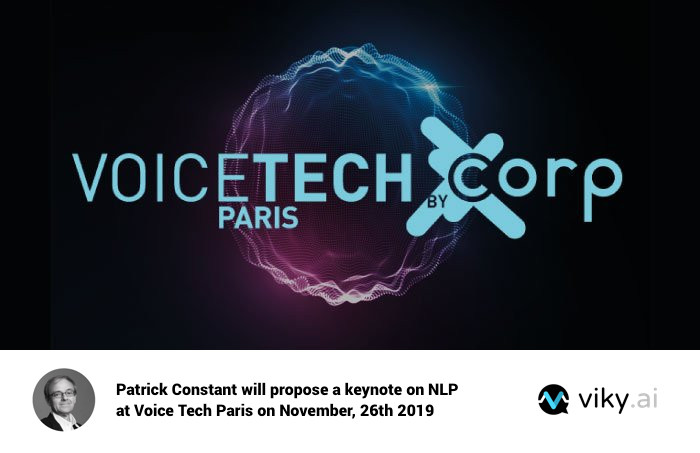 VOICETECH BY Xcorp
PARIS
Patrick Constant will propose a keynote on NLP
at Voice Tech Paris on November, 26th 2019
viky.ai